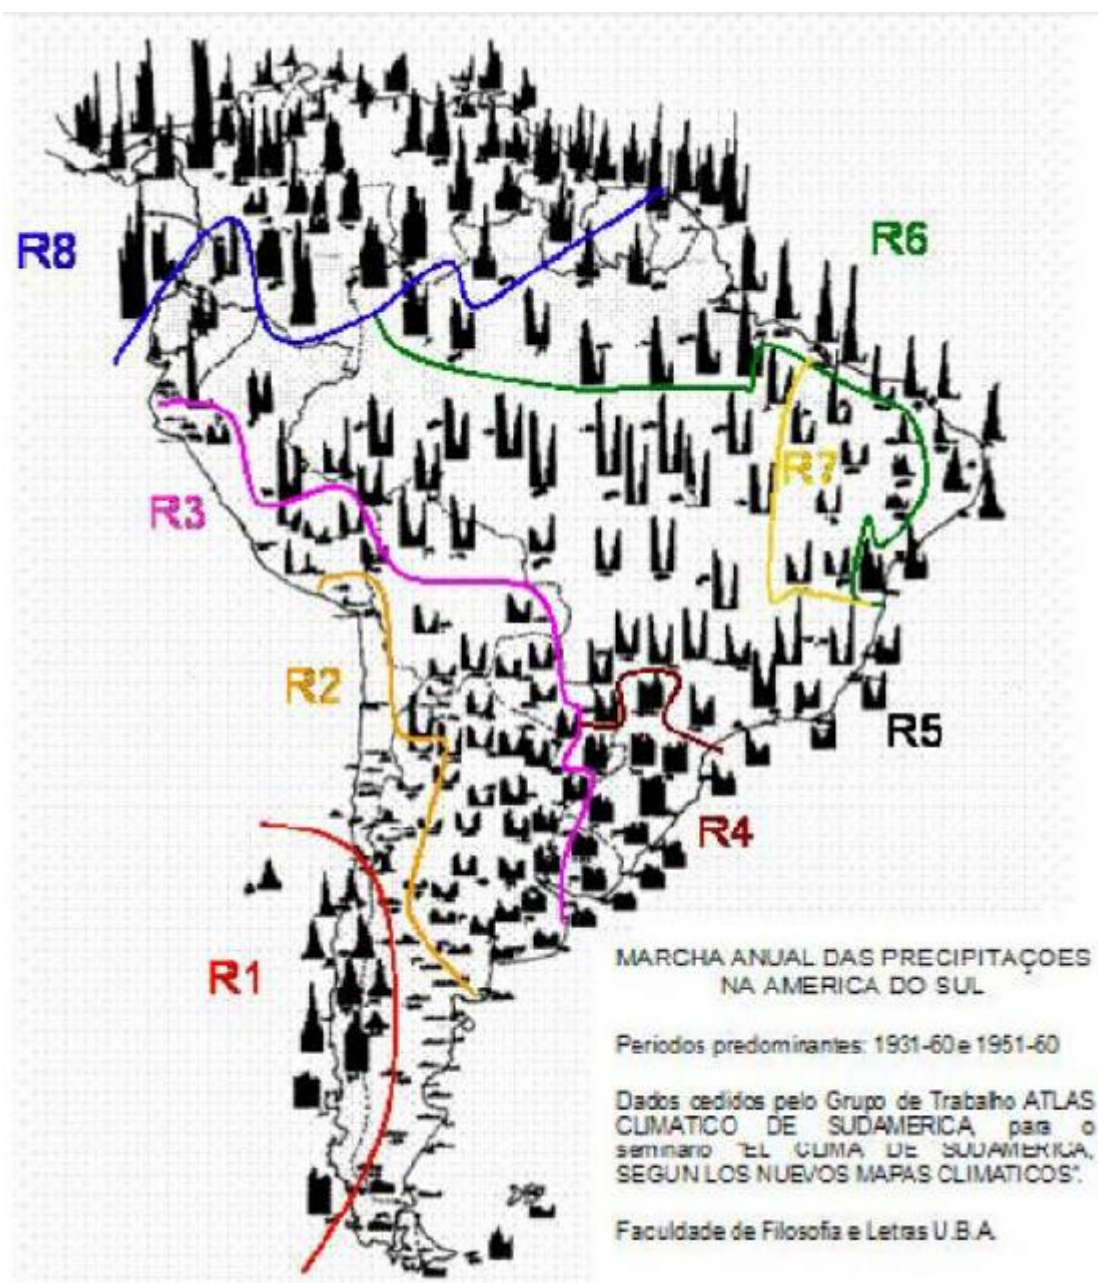 R8
R6
R7
R3
R2
R5
R4
R1
MARCHA ANUAL DAS PRECIPITAÇOES
NA AMERICA DO SUL
Periodos predominantes: 1931-60 e 1951-60
Dados cedidos pelo Grupo de Trabalho ATLAS
CLIMATICO DE SUDAMERICA para o
seminario "EL CLIMA DE SUDAMERICA,
SEGUN LOS NUEVOS MAPAS CLIMATICOS".
Faculdade de Filosofia e Letras U.B.A.